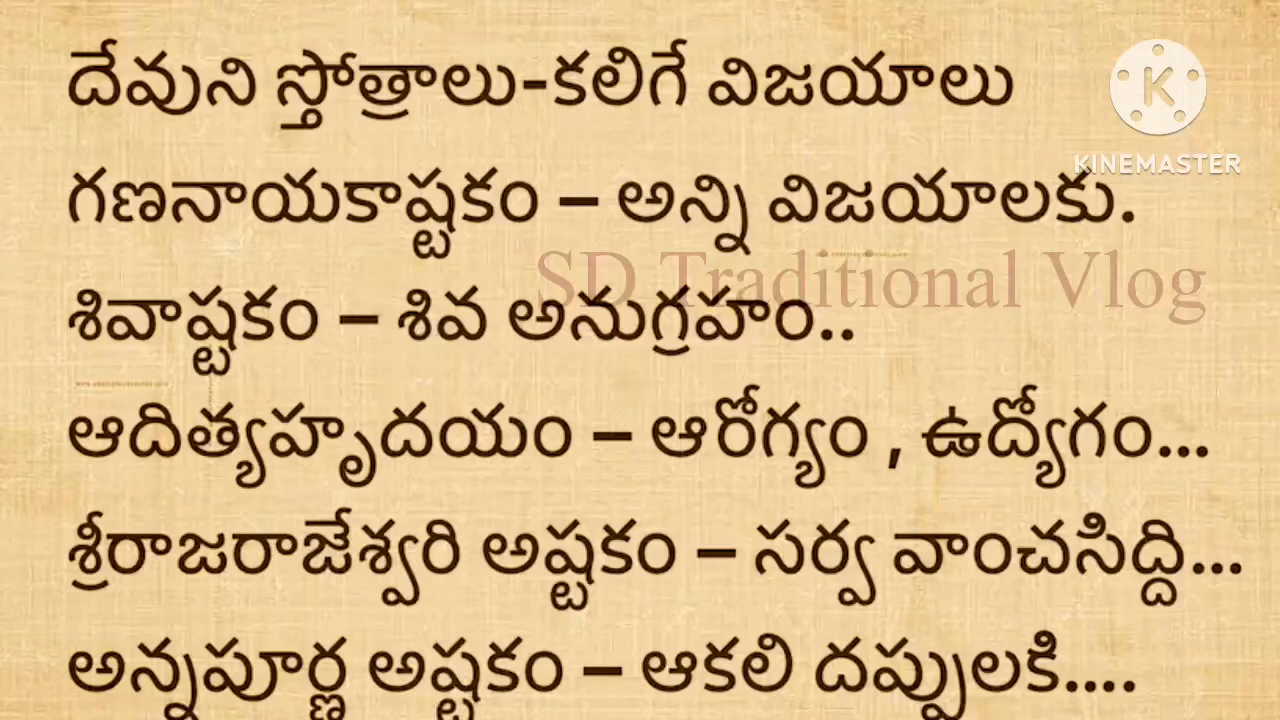 దేవుని స్తోత్రాలు-కలిగే విజయాలు
KINEMASTER
గణనాయకాష్టకం – అన్ని విజయాలకు.
SD Traditional Vlog
శివాష్టకం – శివ అనుగ్రహం..
ఆదిత్యహృదయం – ఆరోగ్యం , ఉద్యోగం...
శ్రీరాజరాజేశ్వరి అష్టకం – సర్వ వాంచసిద్ది...
అన్నపూర్ణ అష్టకం – ఆకలి దప్పులకి....